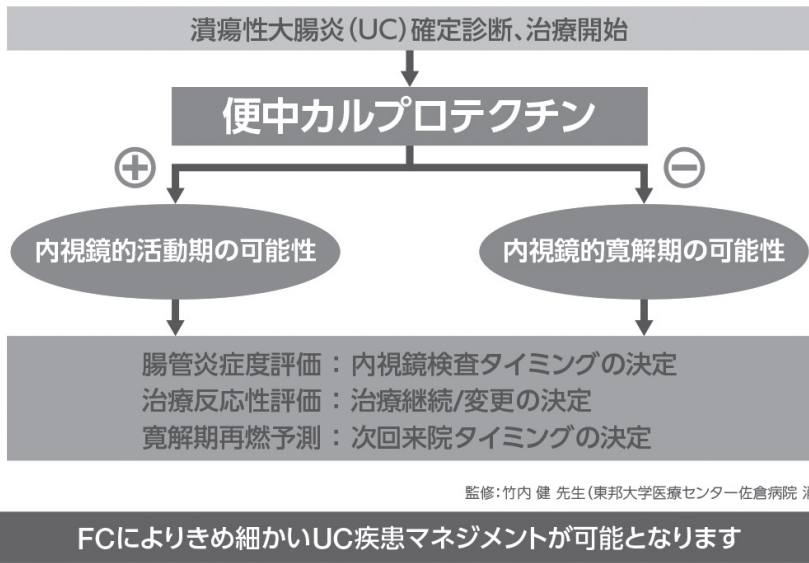 潰瘍性大腸炎(UC)確定診断、治療開始
便中カルプロテクチン
⊕ ⊖
内視鏡的活動期の可能性 内視鏡的寛解期の可能性
腸管炎症度評価:内視鏡検査タイミングの決定
治療反応性評価:治療継続/変更の決定
寛解期再燃予測:次回来院タイミングの決定
監修:竹内 健 先生(東邦大学医療センター佐倉病院
FCによりきめ細かいUC疾患マネジメントが可能となります